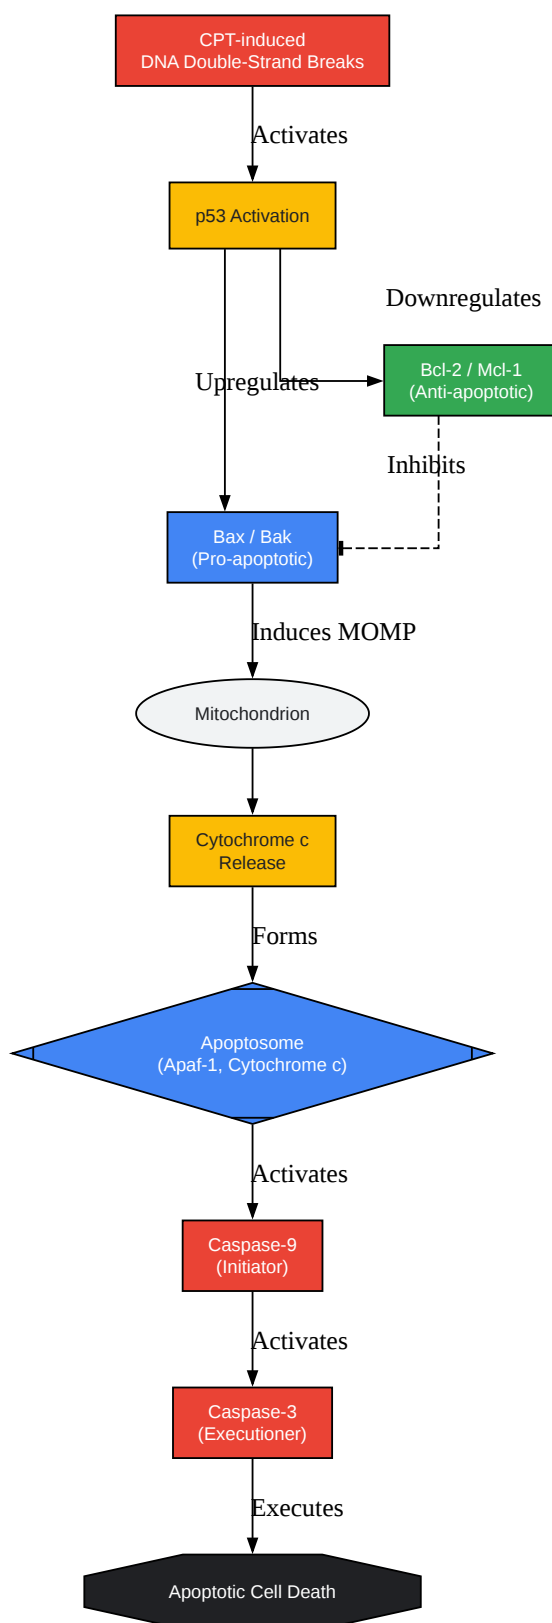 CPT-induced
DNA Double-Strand Breaks
Activates
p53 Activation
Downregulates
Bcl-2 / Mcl-1
(Anti-apoptotic)
Upregulates
Inhibits
Bax / Bak
(Pro-apoptotic)
Induces MOMP
Mitochondrion
Cytochrome c
Release
Forms
Apoptosome
(Apaf-1, Cytochrome c)
Activates
Caspase-9
(Initiator)
Activates
Caspase-3
(Executioner)
Executes
Apoptotic Cell Death